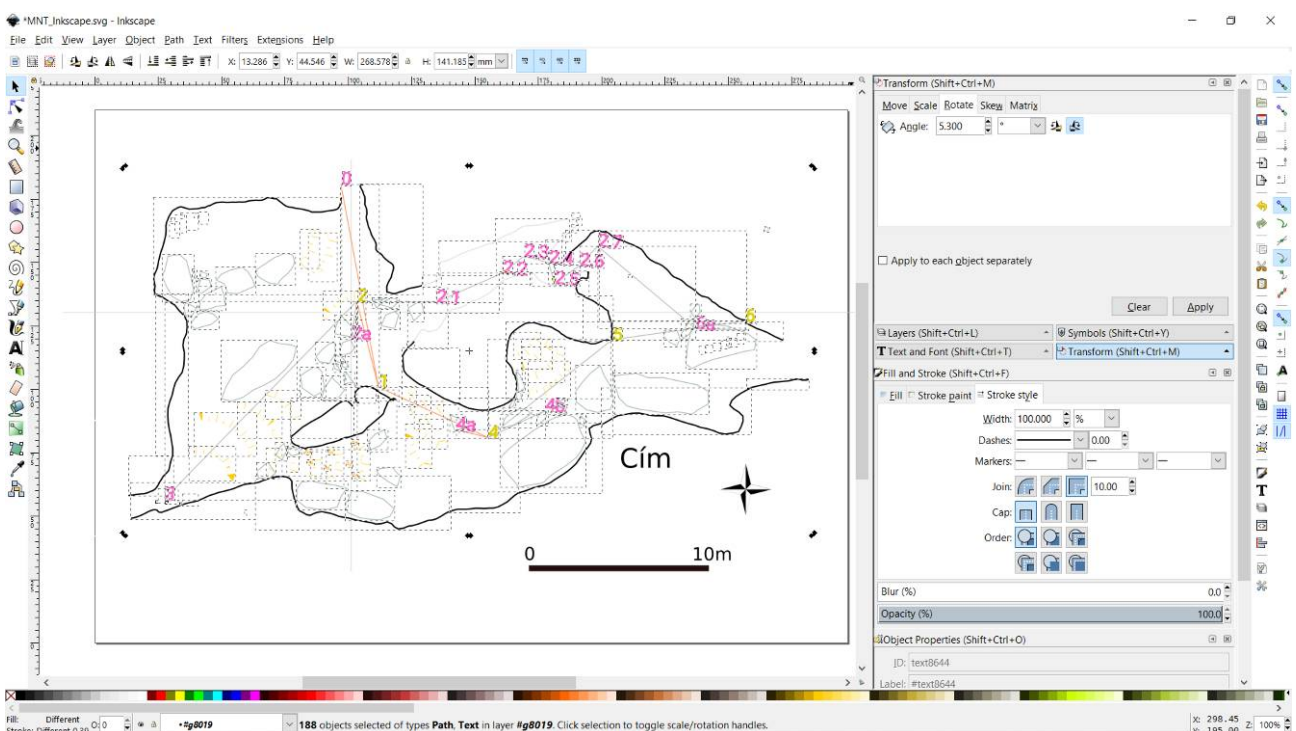 *MNT_Inkscape.svg - Inkscape
File Edit View Layer Object Path Text Filters Extensions Help
X: 13.286 Y: 44.546 W: 268.578 H: 141.185 mm
Transform (Shift+Ctrl+M)
Move Scale Rotate Skew Matrix
Angle: 5.300 °
Apply to each object separately
Clear Apply
Layers (Shift+Ctrl+L) Symbols (Shift+Ctrl+Y)
Text and Font (Shift+Ctrl+T) Transform (Shift+Ctrl+M)
Fill and Stroke (Shift+Ctrl+F)
Fill Stroke paint Stroke style
Width: 100.000 %
Dashes: 0.00
Markers:
Join: 10.00
Cap:
Order:
Blur (%) 0.0
Opacity (%) 100.0
Object Properties (Shift+Ctrl+O)
ID: text8644
Label: #text8644
0
2.7
2.3 2.4 2.6
2.2 2.5
2 2.1
6
5a
2a 5
1
4b
4a 4
Cím
3
0 10m
Fill: Different O: 0 #g8019 188 objects selected of types Path, Text in layer #g8019. Click selection to toggle scale/rotation handles. X: 298.45 Z: 100%